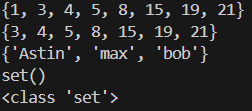 {1, 3, 4, 5, 8, 15, 19, 21}
{3, 4, 5, 8, 15, 19, 21}
{'Astin', 'max', 'bob'}
set()
<class 'set'>